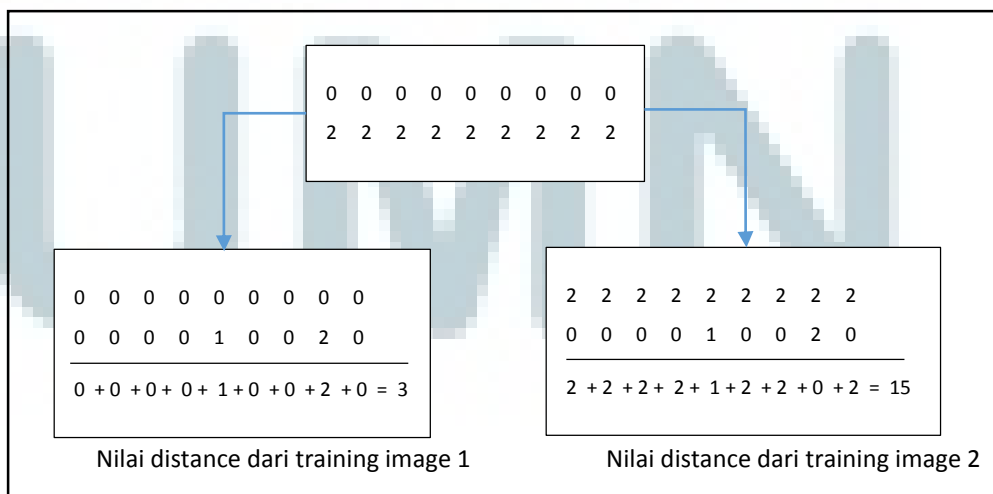 0 0 0 0 0 0 0 0 0
2 2 2 2 2 2 2 2 2
0 0 0 0 0 0 0 0 0
0 0 0 0 1 0 0 2 0
0 + 0 + 0 + 0 + 1 + 0 + 0 + 2 + 0 = 3
Nilai distance dari training image 1
2 2 2 2 2 2 2 2 2
0 0 0 0 1 0 0 2 0
2 + 2 + 2 + 2 + 1 + 2 + 2 + 0 + 2 = 15
Nilai distance dari training image 2
UMN